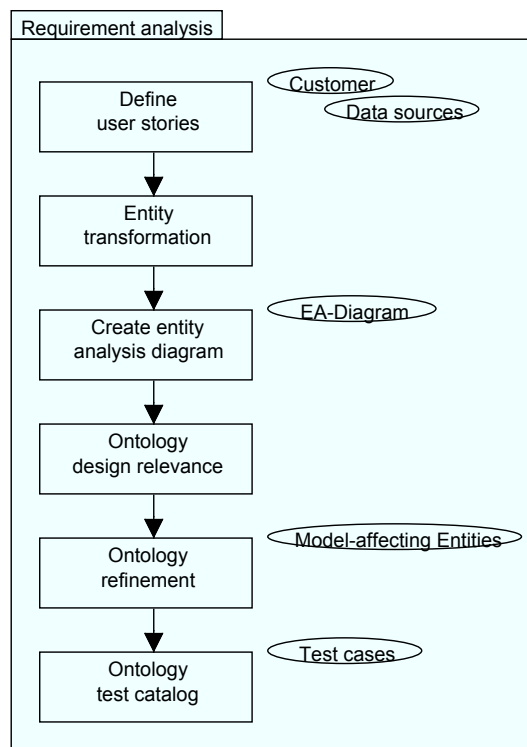 Requirement analysis
Customer
Define
user stories
Data sources
Entity
transformation
EA-Diagram
Create entity
analysis diagram
Ontology
design relevance
Model-affecting Entities
Ontology
refinement
Test cases
Ontology
test catalog